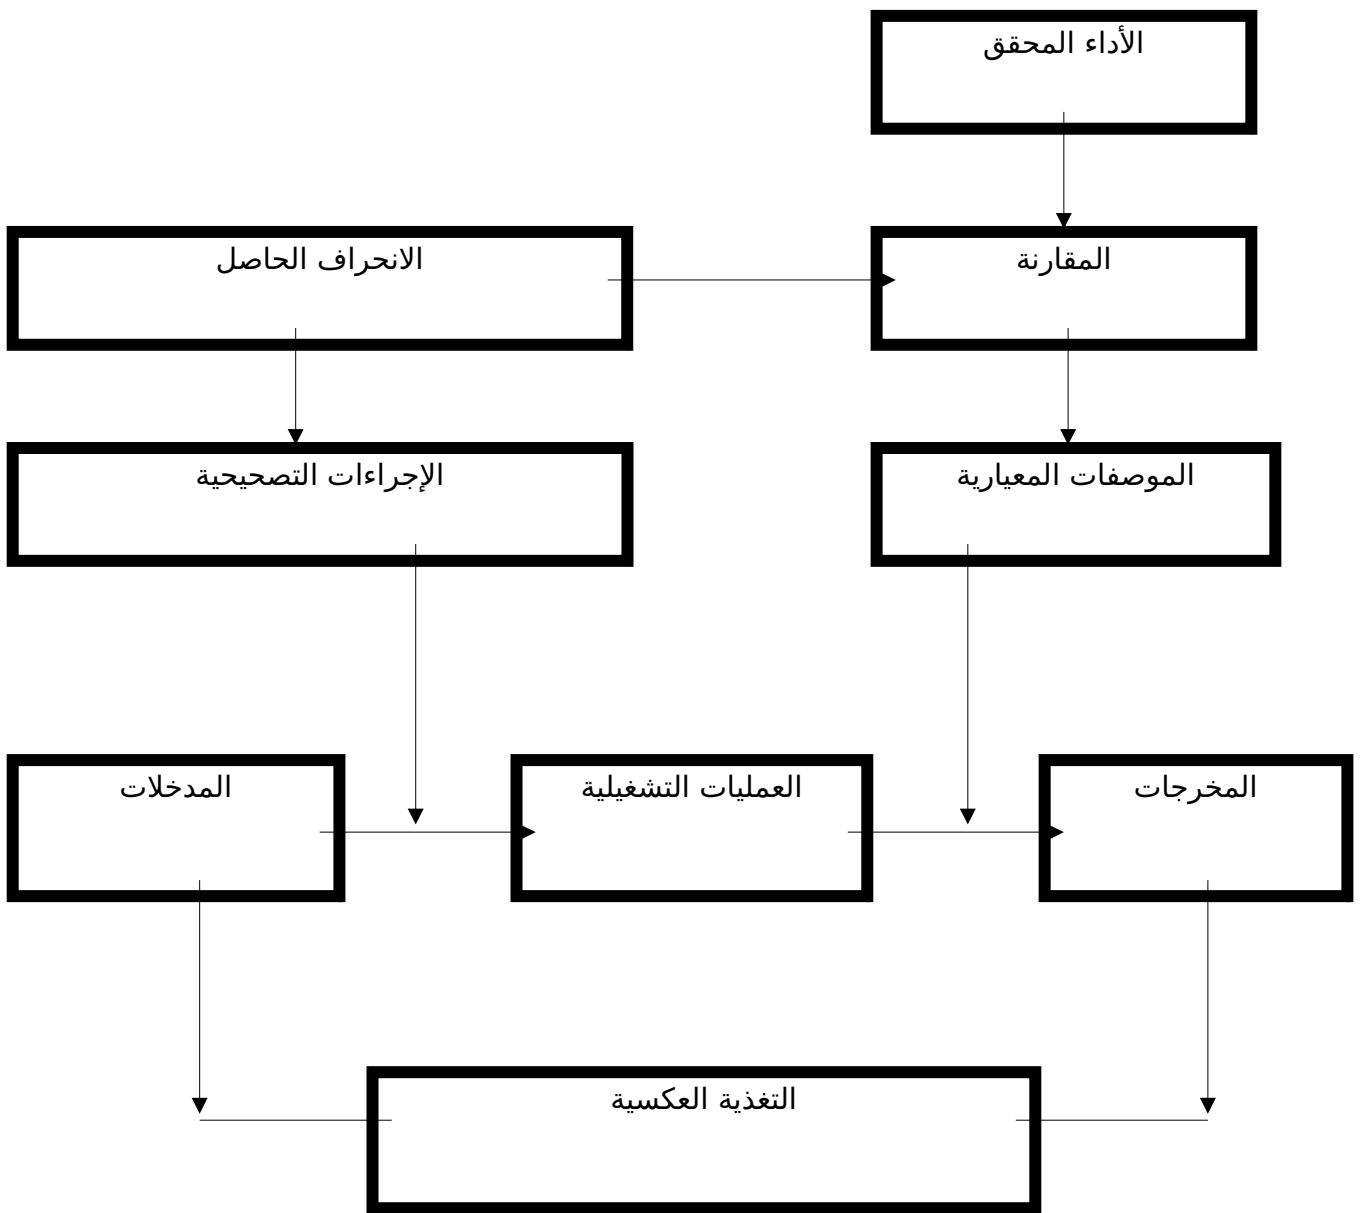 الأداء المحقق
المقارنة
الانحراف الحاصل
الموصفات المعيارية
الإجراءات التصحيحية
المخرجات
العمليات التشغيلية
المدخلات
التغذية العكسية